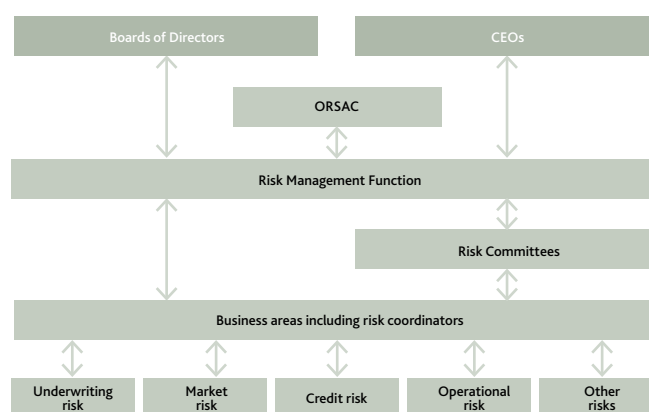 Boards of Directors
CEOs
ORSAC
Risk Management Function
Risk Committees
Business areas including risk coordinators
Underwriting
risk
Market
risk
Credit risk
Operational
risk
Other
risks